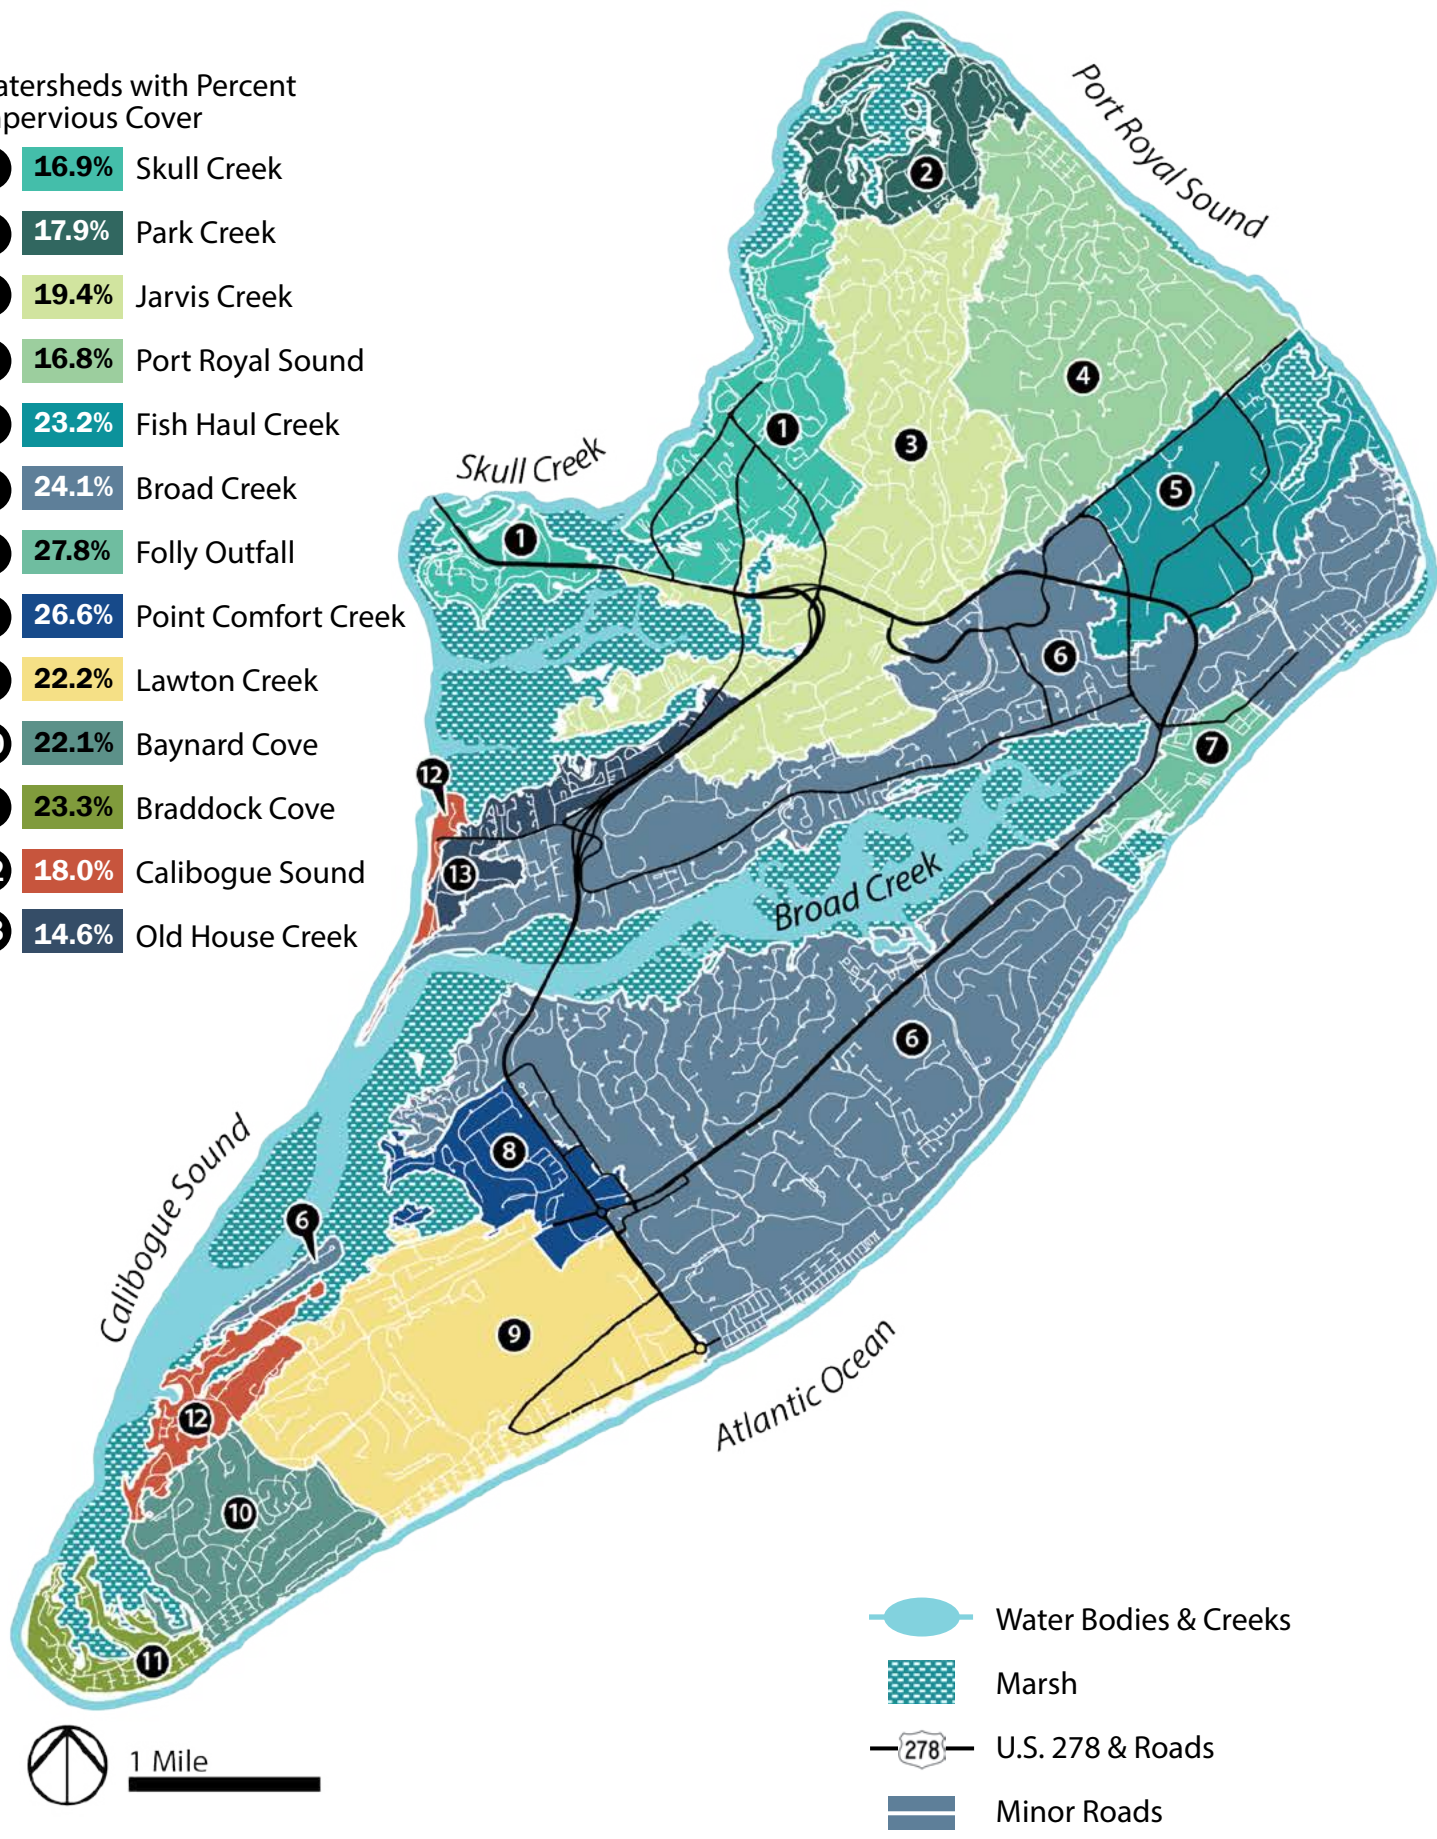 atersheds with Percent
pervious Cover
16.9% Skull Creek
17.9% Park Creek
19.4% Jarvis Creek
16.8% Port Royal Sound
23.2% Fish Haul Creek
24.1% Broad Creek
27.8% Folly Outfall
26.6% Point Comfort Creek
22.2% Lawton Creek
22.1% Baynard Cove
23.3% Braddock Cove
18.0% Calibogue Sound
14.6% Old House Creek
Port Royal Sound
2
4
1
3
Skull Creek
5
1
6
7
12
13
Broad Creek
6
8
Calibogue Sound
6
9
Atlantic Ocean
12
10
11
1 Mile
Water Bodies & Creeks
Marsh
278 U.S. 278 & Roads
Minor Roads